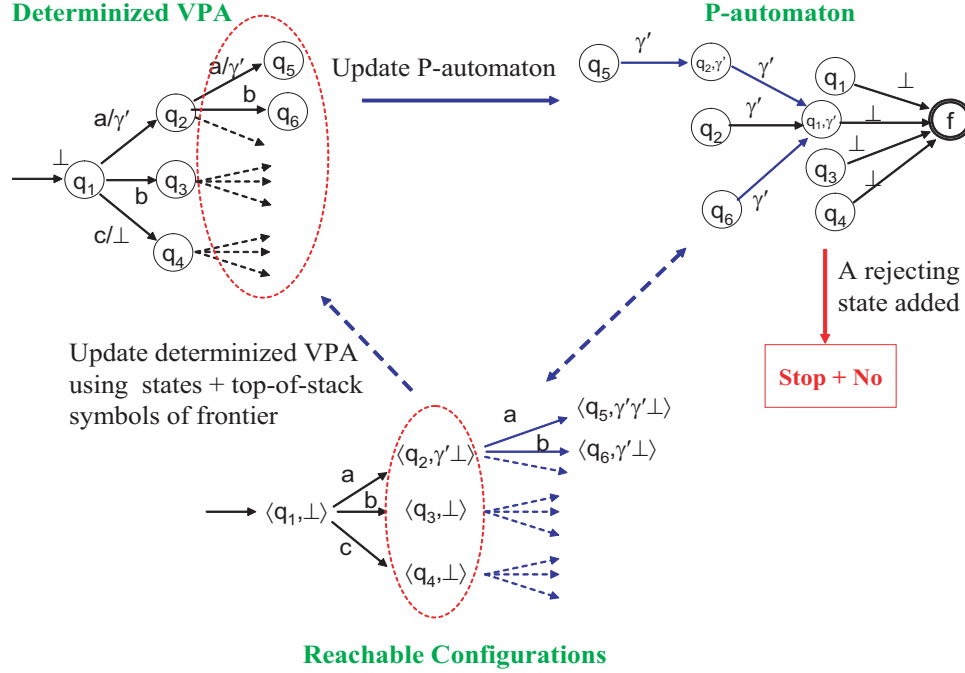 Determinized VPA
P-automaton
a/γ′
q5
b
q6
a/γ′
q2
⊥
q1
b
q3
c/⊥
q4
Update P-automaton
q5
γ′
q2,γ′
γ′
q1
⊥
q2
γ′
q1,γ′
⊥
f
⊥
q3
⊥
q6
γ′
q4
A rejecting
state added
Stop + No
Update determinized VPA
using states + top-of-stack
symbols of frontier
⟨q1,⊥⟩
a
b
c
⟨q2,γ′⊥⟩
⟨q3,⊥⟩
⟨q4,⊥⟩
a
b
⟨q5,γ′γ′⊥⟩
⟨q6,γ′⊥⟩
Reachable Configurations